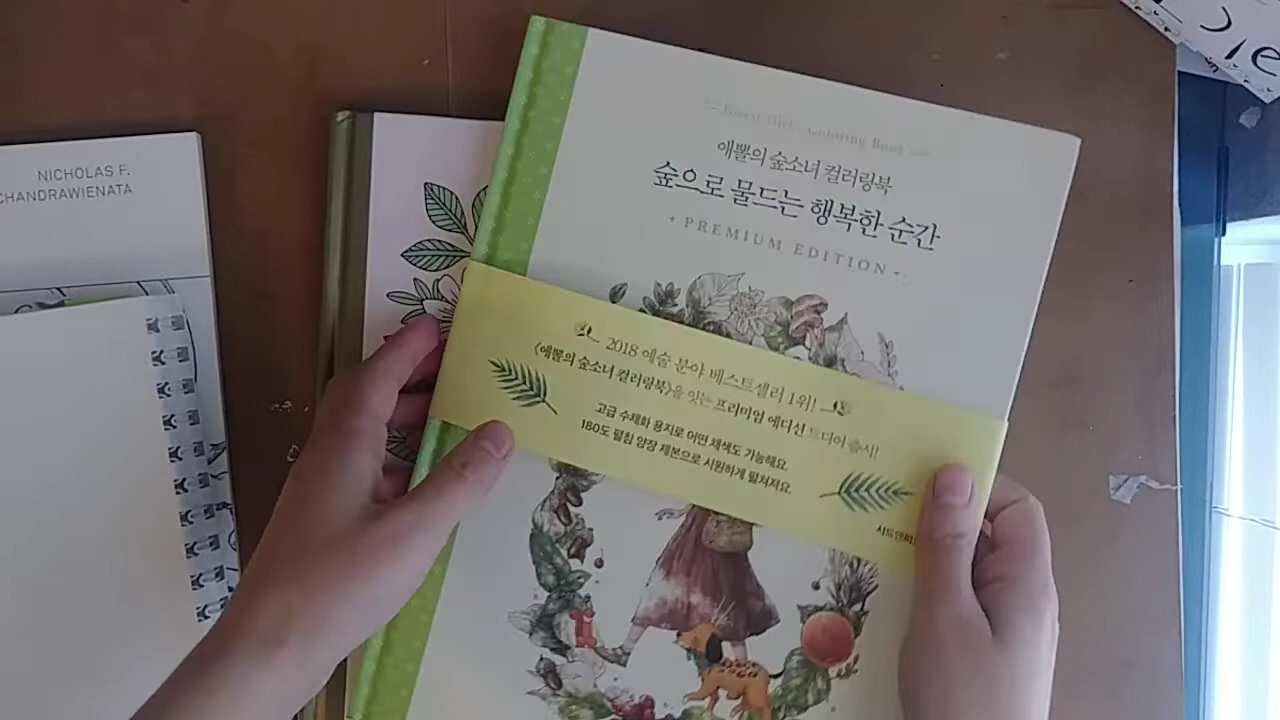 NICHOLAS F.
CHANDRAWIENATA
Forest Girl's Coloring Book
애뽈의 숲소녀 컬러링북
숲으로 물드는 행복한 순간
PREMIUM EDITION
2018 예술 분야 베스트셀러 1위!
《애뽈의 숲소녀 컬러링북》을 잇는 프리미엄 에디션 드디어 출시!
고급 수채화 용지로 어떤 채색도 가능해요.
180도 펼침 양장 제본으로 시원하게 펼쳐져요.